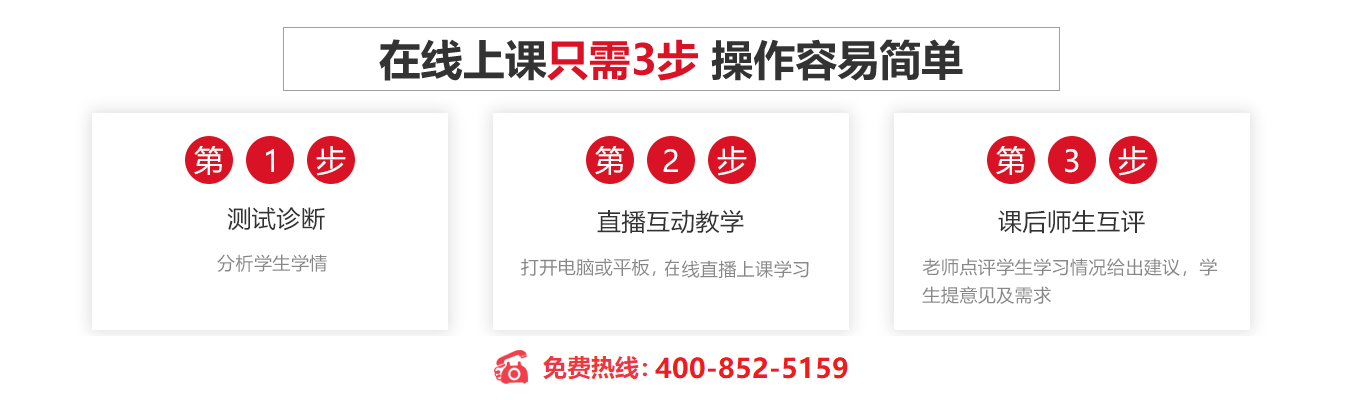 在线上课只需3步 操作容易简单
第1步
测试诊断
分析学生学情
第2步
直播互动教学
打开电脑或平板，在线直播上课学习
第3步
课后师生互评
老师点评学生学习情况给出建议，学
生提意见及需求
免费热线：400-852-5159